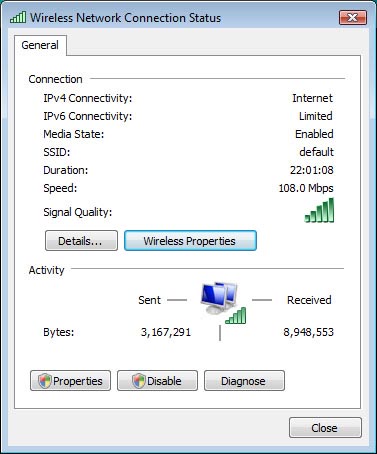 Wireless Network Connection Status
General
Connection
IPv4 Connectivity: Internet
IPv6 Connectivity: Limited
Media State: Enabled
SSID: default
Duration: 22:01:08
Speed: 108.0 Mbps
Signal Quality:
Details... Wireless Properties
Activity
Sent Received
Bytes: 3,167,291 8,948,553
Properties Disable Diagnose
Close